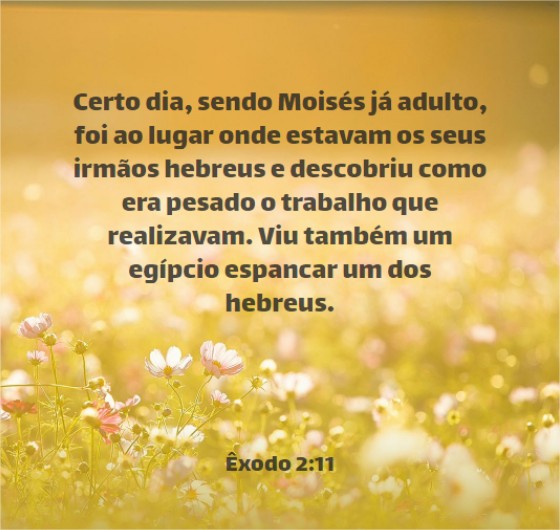 Certo dia, sendo Moisés já adulto,
foi ao lugar onde estavam os seus
irmãos hebreus e descobriu como
era pesado o trabalho que
realizavam. Viu também um
egípcio espancar um dos
hebreus.
Êxodo 2:11